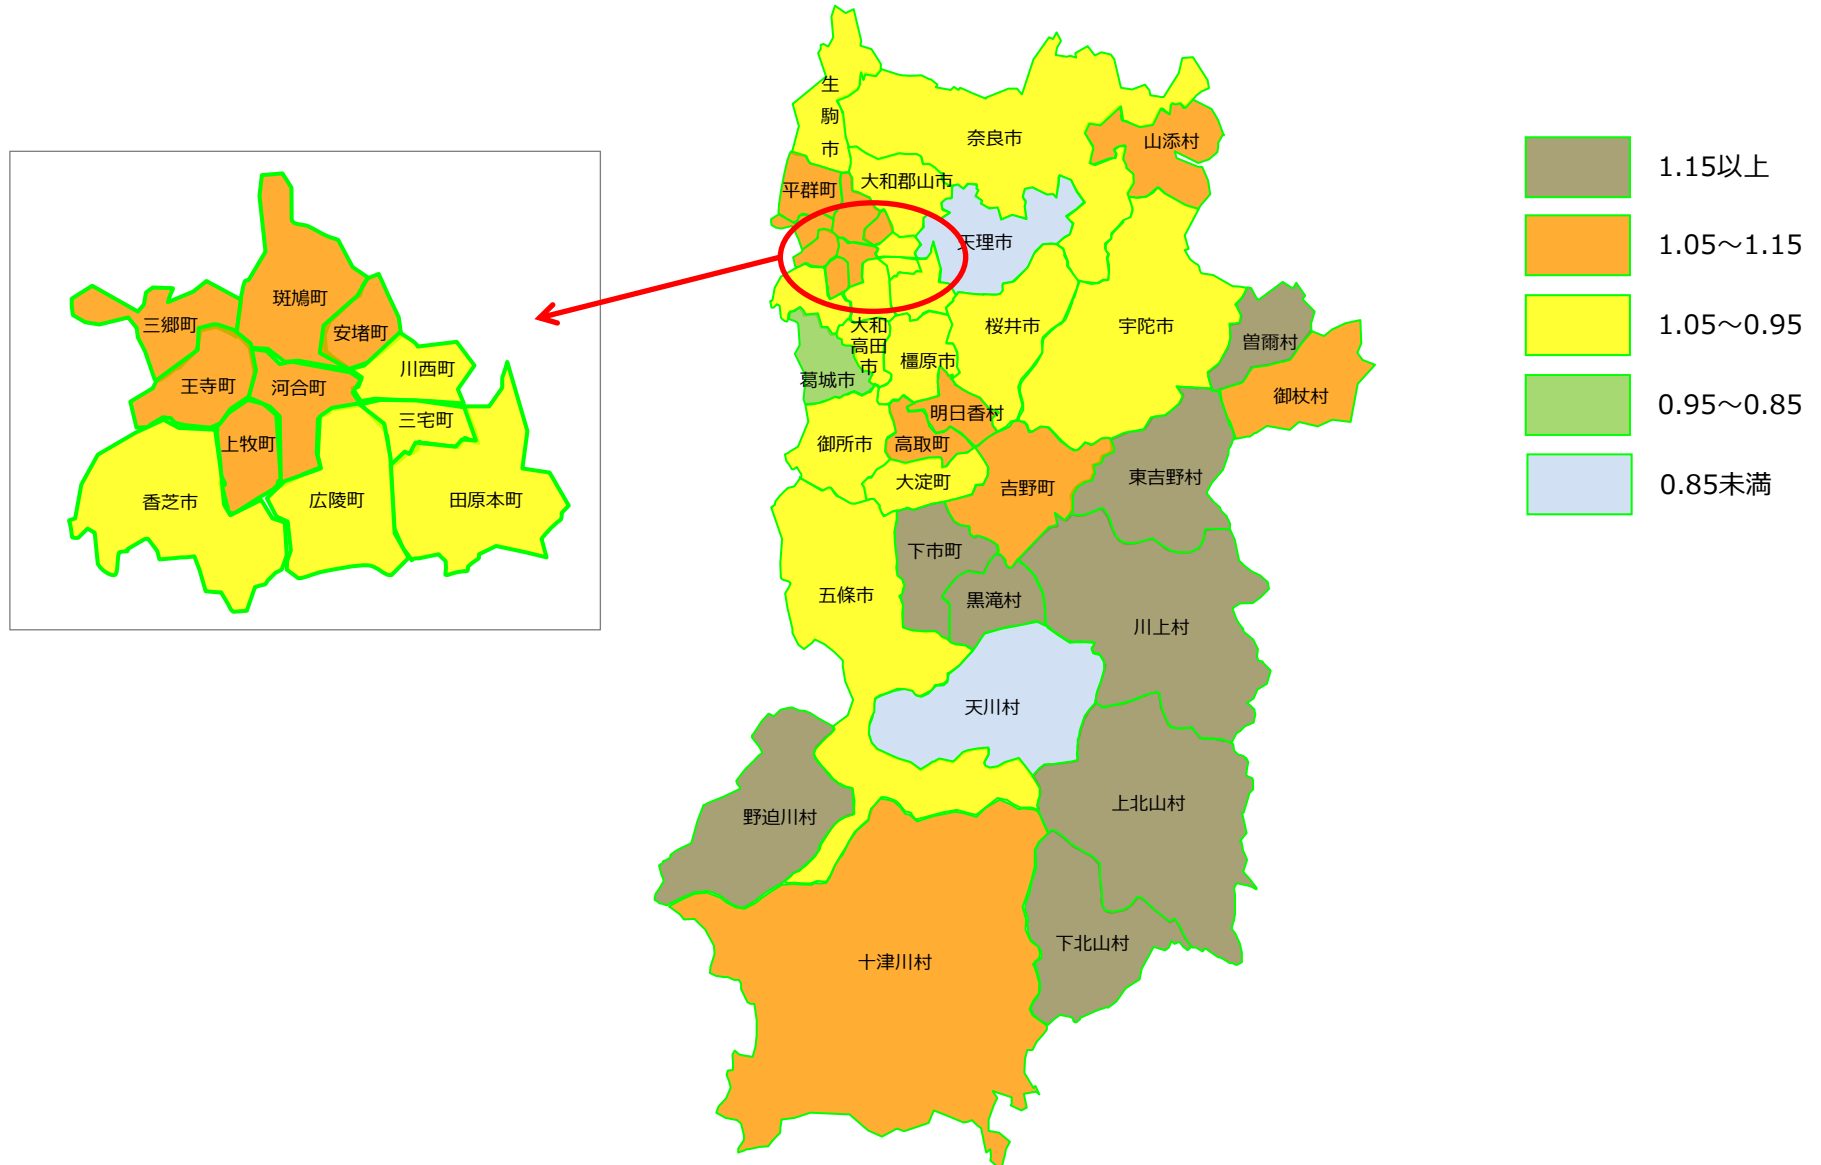 生
駒
市
奈良市
山添村
平群町
大和郡山市
天理市
大和
高田
市
橿原市
桜井市
宇陀市
曽爾村
御杖村
葛城市
明日香村
御所市
高取町
大淀町
吉野町
東吉野村
下市町
黒滝村
五條市
川上村
天川村
野迫川村
上北山村
下北山村
十津川村
斑鳩町
三郷町
安堵町
川西町
王寺町
河合町
三宅町
上牧町
香芝市
広陵町
田原本町
1.15以上
1.05～1.15
1.05～0.95
0.95～0.85
0.85未満